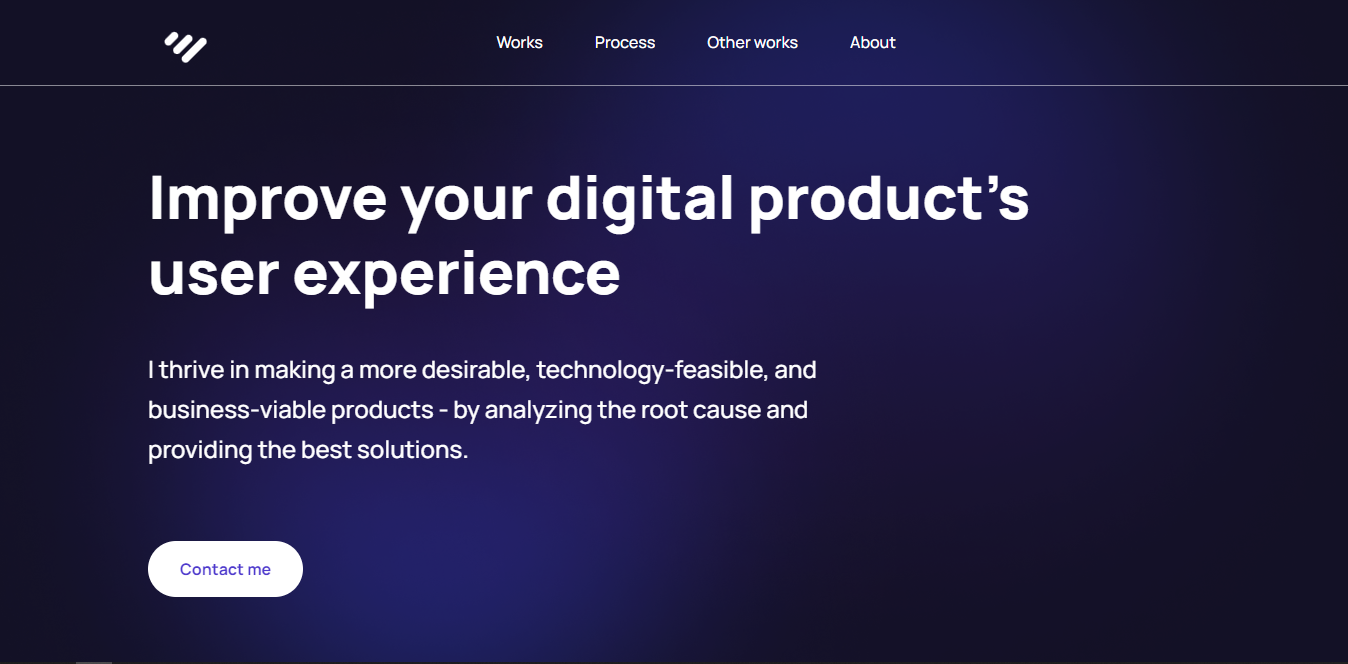 Works Process Other works About
Improve your digital product’s
user experience
I thrive in making a more desirable, technology-feasible, and
business-viable products - by analyzing the root cause and
providing the best solutions.
Contact me